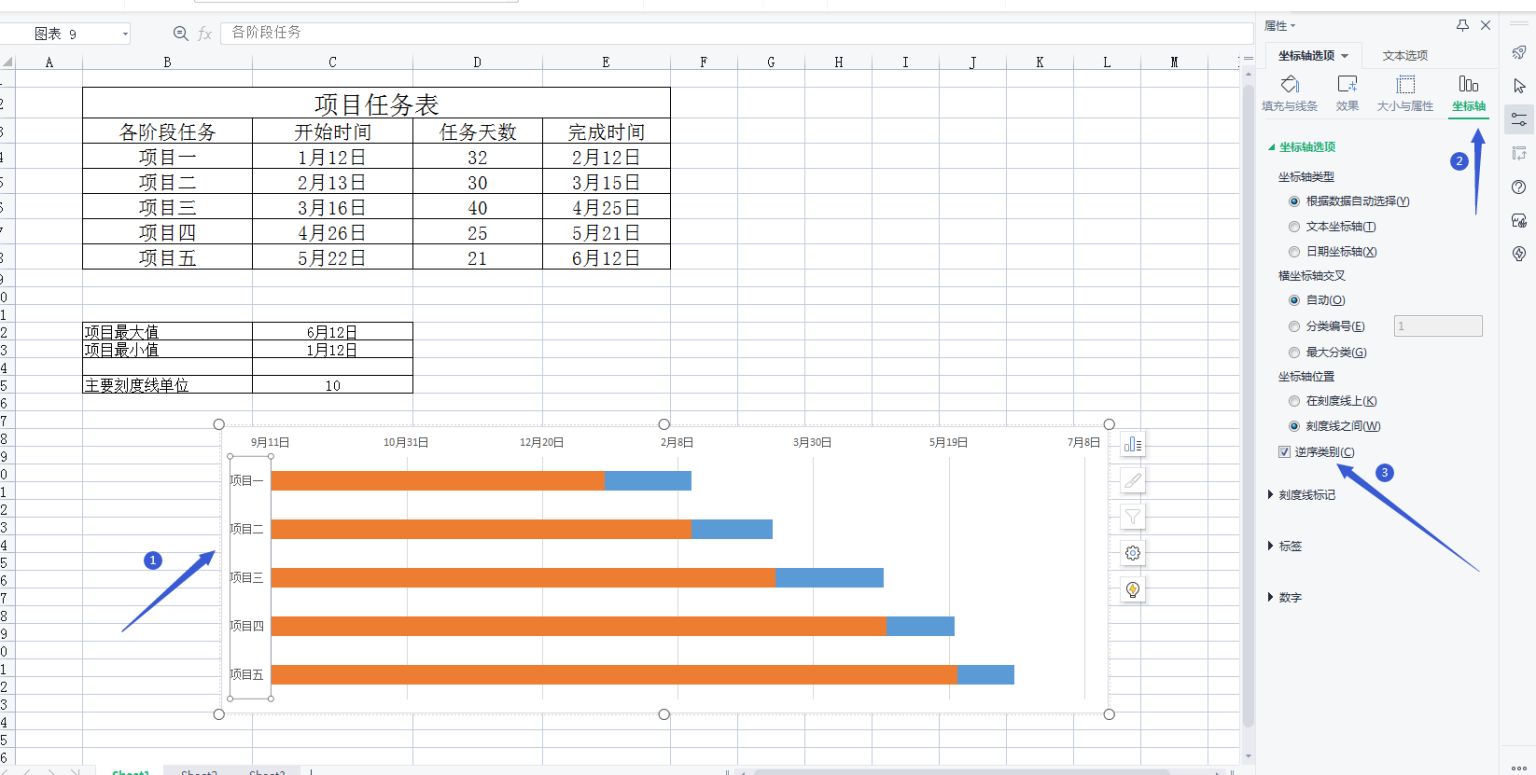 图表 9
fx 各阶段任务
A B C D E F G H I J K L M
项目任务表
各阶段任务 开始时间 任务天数 完成时间
项目一 1月12日 32 2月12日
项目二 2月13日 30 3月15日
项目三 3月16日 40 4月25日
项目四 4月26日 25 5月21日
项目五 5月22日 21 6月12日
项目最大值 6月12日
项目最小值 1月12日
主要刻度线单位 10
9月11日 10月31日 12月20日 2月8日 3月30日 5月19日 7月8日
项目一
项目二
项目三
项目四
项目五
1
Sheet1 Sheet2 Sheet3
属性
坐标轴选项 文本选项
填充与线条 效果 大小与属性 坐标轴
2
坐标轴选项
坐标轴类型
根据数据自动选择(Y)
文本坐标轴(T)
日期坐标轴(X)
横坐标轴交叉
自动(O)
分类编号(E) 1
最大分类(G)
坐标轴位置
在刻度线上(K)
刻度线之间(W)
逆序类别(C)
3
刻度线标记
标签
数字